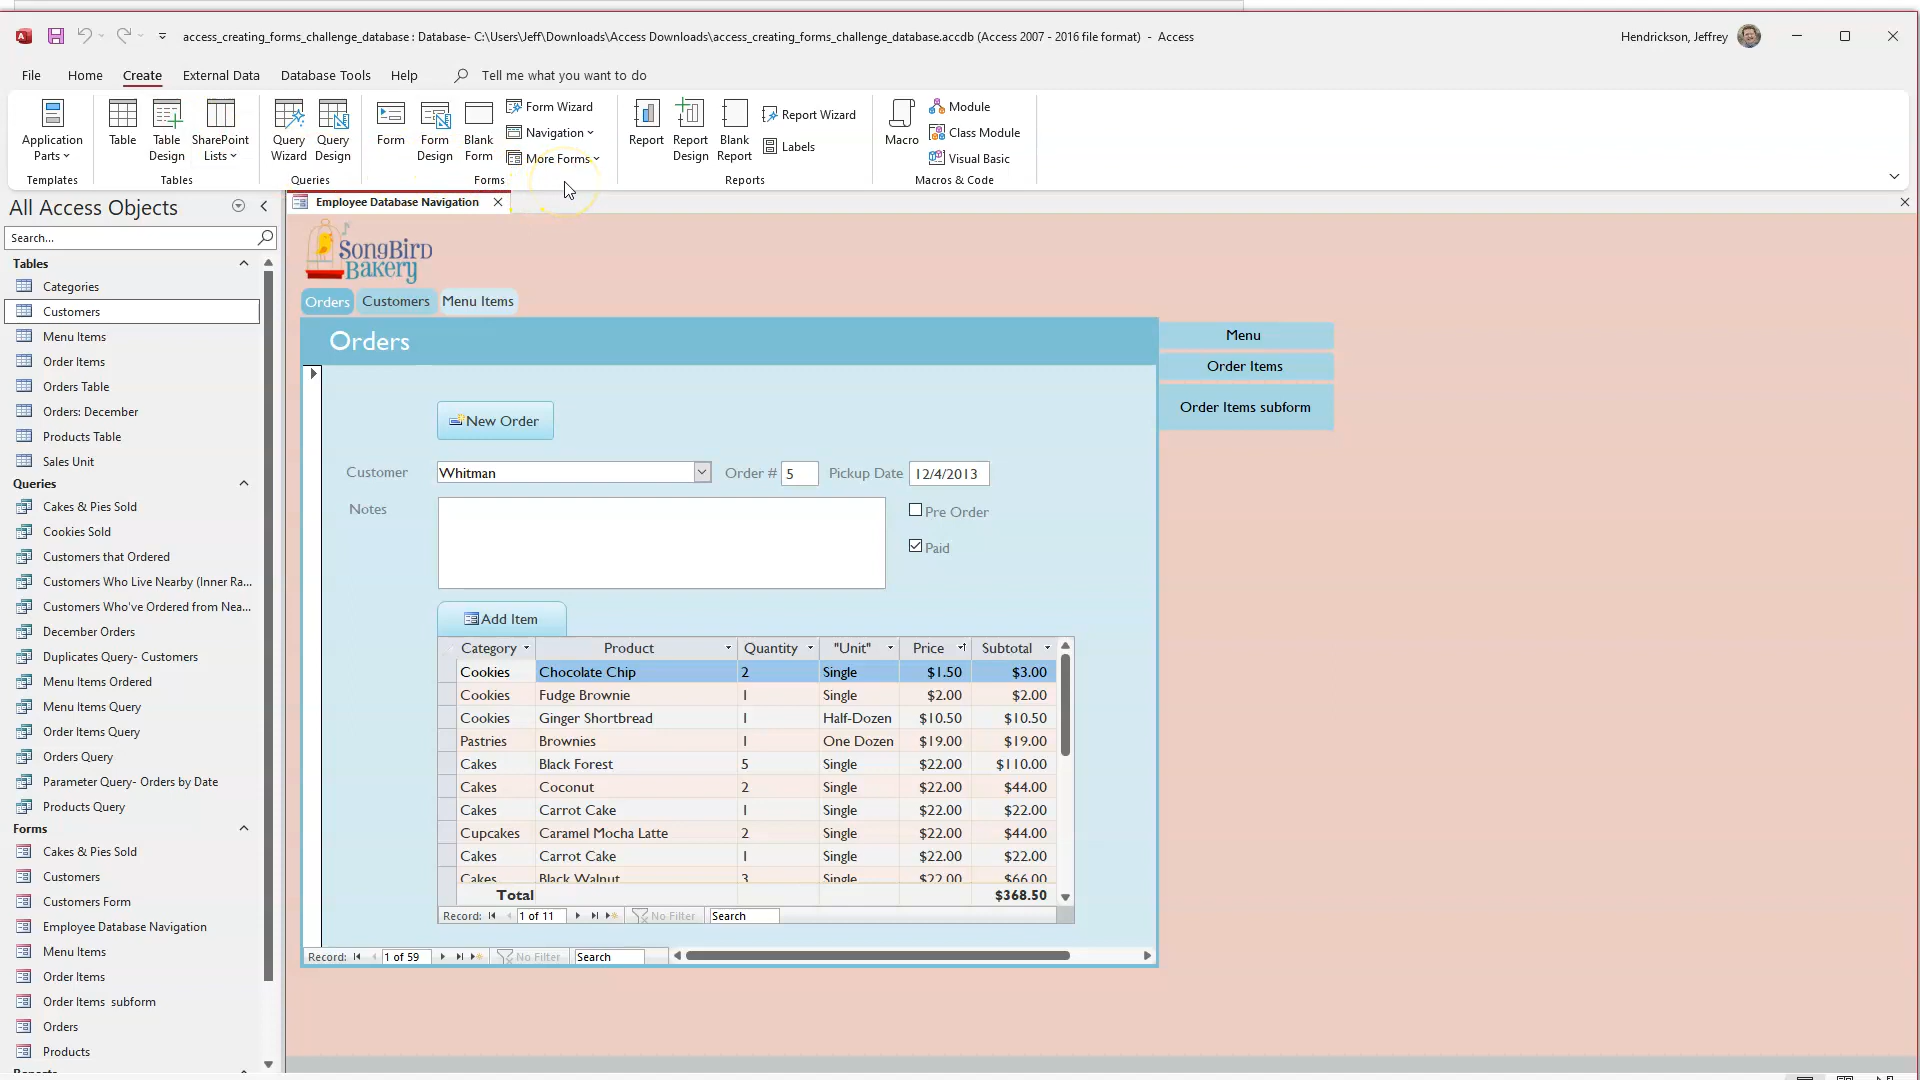 access_creating_forms_challenge_database : Database- C:\Users\Jeff\Downloads\Access Downloads\access_creating_forms_challenge_database.accdb (Access 2007 - 2016 file format)  -  Access
Hendrickson, Jeffrey
File Home Create External Data Database Tools Help Tell me what you want to do
Application Parts
Templates
Table
Table Design
SharePoint Lists
Tables
Query Wizard
Query Design
Queries
Form
Form Design
Blank Form
Form Wizard
Navigation
More Forms
Forms
Report
Report Design
Blank Report
Report Wizard
Labels
Reports
Macro
Module
Class Module
Visual Basic
Macros & Code
All Access Objects
Search...
Tables
Categories
Customers
Menu Items
Order Items
Orders Table
Orders: December
Products Table
Sales Unit
Queries
Cakes & Pies Sold
Cookies Sold
Customers that Ordered
Customers Who Live Nearby (Inner Ra...
Customers Who've Ordered from Nea...
December Orders
Duplicates Query- Customers
Menu Items Ordered
Menu Items Query
Order Items Query
Orders Query
Parameter Query- Orders by Date
Products Query
Forms
Cakes & Pies Sold
Customers
Customers Form
Employee Database Navigation
Menu Items
Order Items
Order Items subform
Orders
Products
Reports
Employee Database Navigation
SongBird
Bakery
Orders Customers Menu Items
Orders
Menu
Order Items
Order Items subform
New Order
Customer Whitman Order # 5 Pickup Date 12/4/2013
Notes
Pre Order
Paid
Add Item
Category Product Quantity "Unit" Price Subtotal
Cookies Chocolate Chip 2 Single $1.50 $3.00
Cookies Fudge Brownie 1 Single $2.00 $2.00
Cookies Ginger Shortbread 1 Half-Dozen $10.50 $10.50
Pastries Brownies 1 One Dozen $19.00 $19.00
Cakes Black Forest 5 Single $22.00 $110.00
Cakes Coconut 2 Single $22.00 $44.00
Cakes Carrot Cake 1 Single $22.00 $22.00
Cupcakes Caramel Mocha Latte 2 Single $22.00 $44.00
Cakes Carrot Cake 1 Single $22.00 $22.00
Cakes Black Walnut 3 Single $22.00 $66.00
Total $368.50
Record: 1 of 11 No Filter Search
Record: 1 of 59 No Filter Search